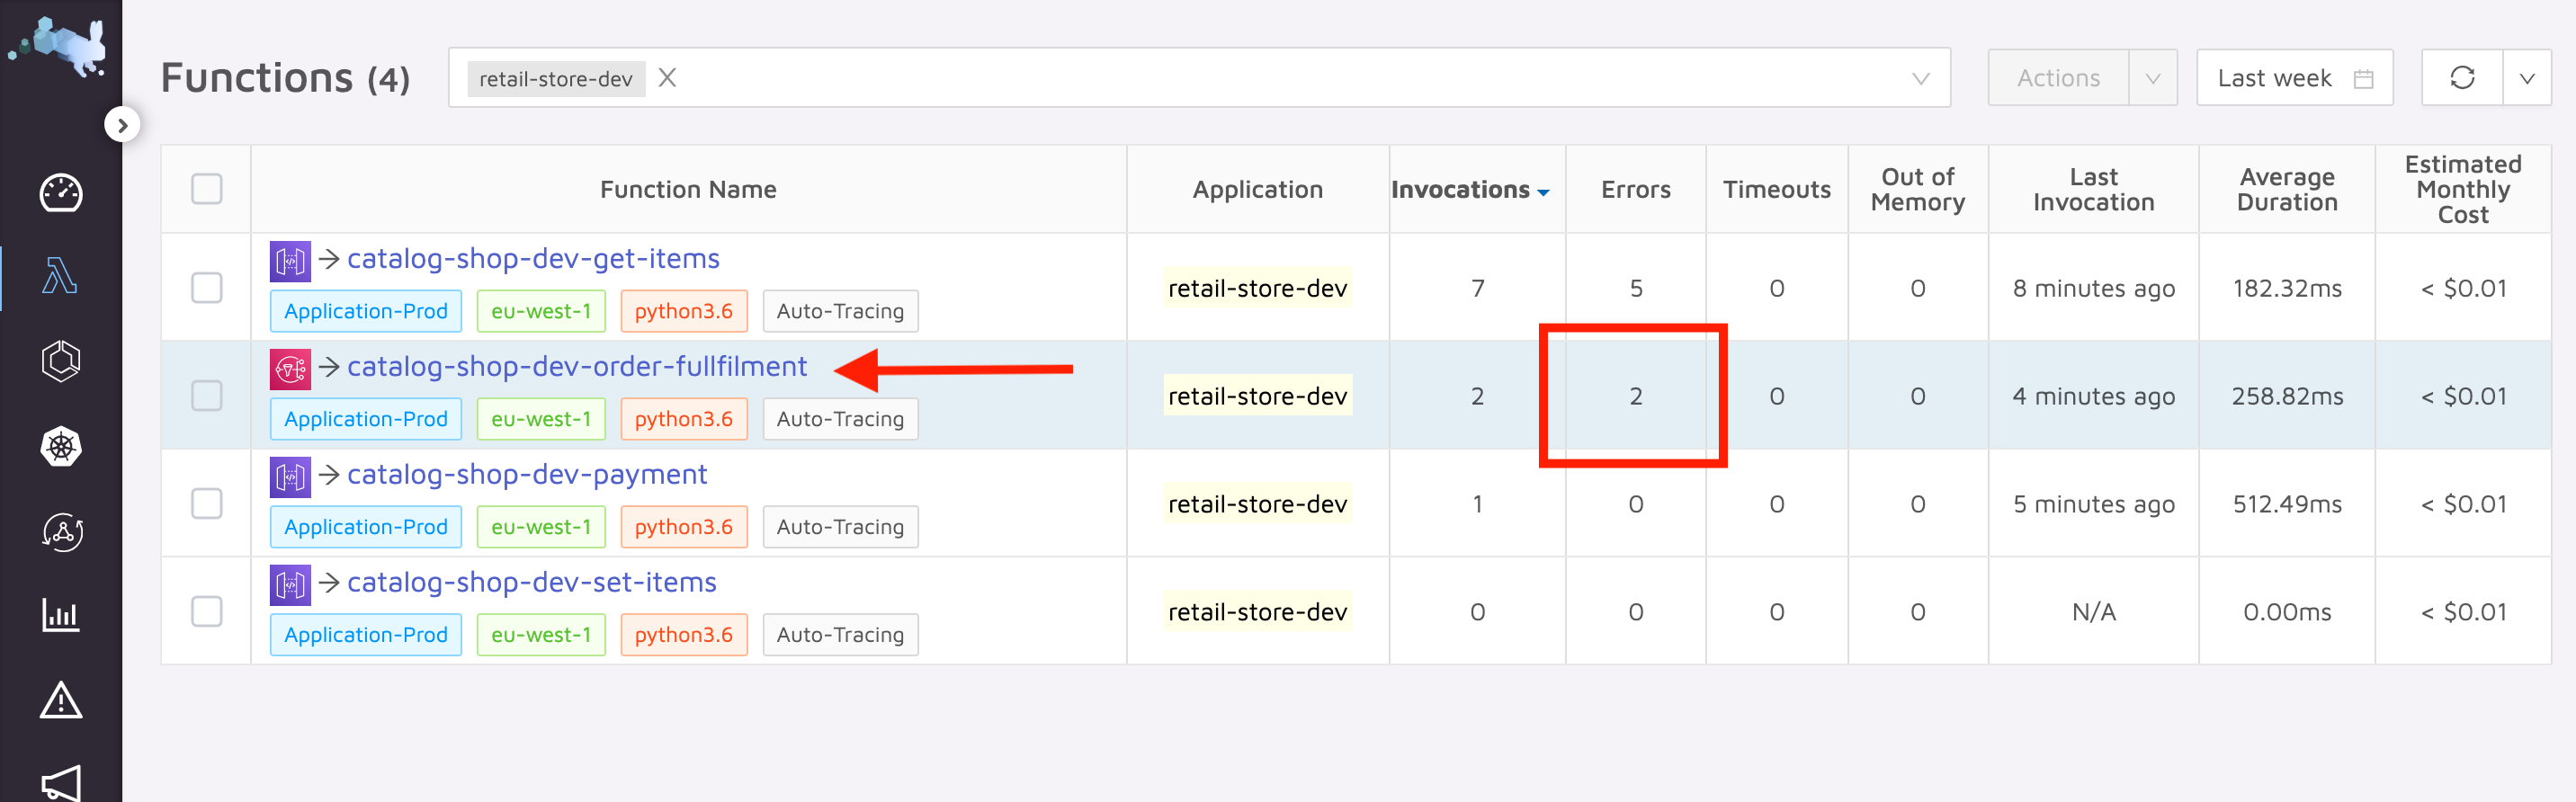 Functions (4) retail-store-dev X Actions Last week
Function Name Application Invocations Errors Timeouts Out of Memory Last Invocation Average Duration Estimated Monthly Cost
catalog-shop-dev-get-items
Application-Prod eu-west-1 python3.6 Auto-Tracing retail-store-dev 7 5 0 0 8 minutes ago 182.32ms < $0.01
catalog-shop-dev-order-fullfilment
Application-Prod eu-west-1 python3.6 Auto-Tracing retail-store-dev 2 2 0 0 4 minutes ago 258.82ms < $0.01
catalog-shop-dev-payment
Application-Prod eu-west-1 python3.6 Auto-Tracing retail-store-dev 1 0 0 0 5 minutes ago 512.49ms < $0.01
catalog-shop-dev-set-items
Application-Prod eu-west-1 python3.6 Auto-Tracing retail-store-dev 0 0 0 0 N/A 0.00ms < $0.01